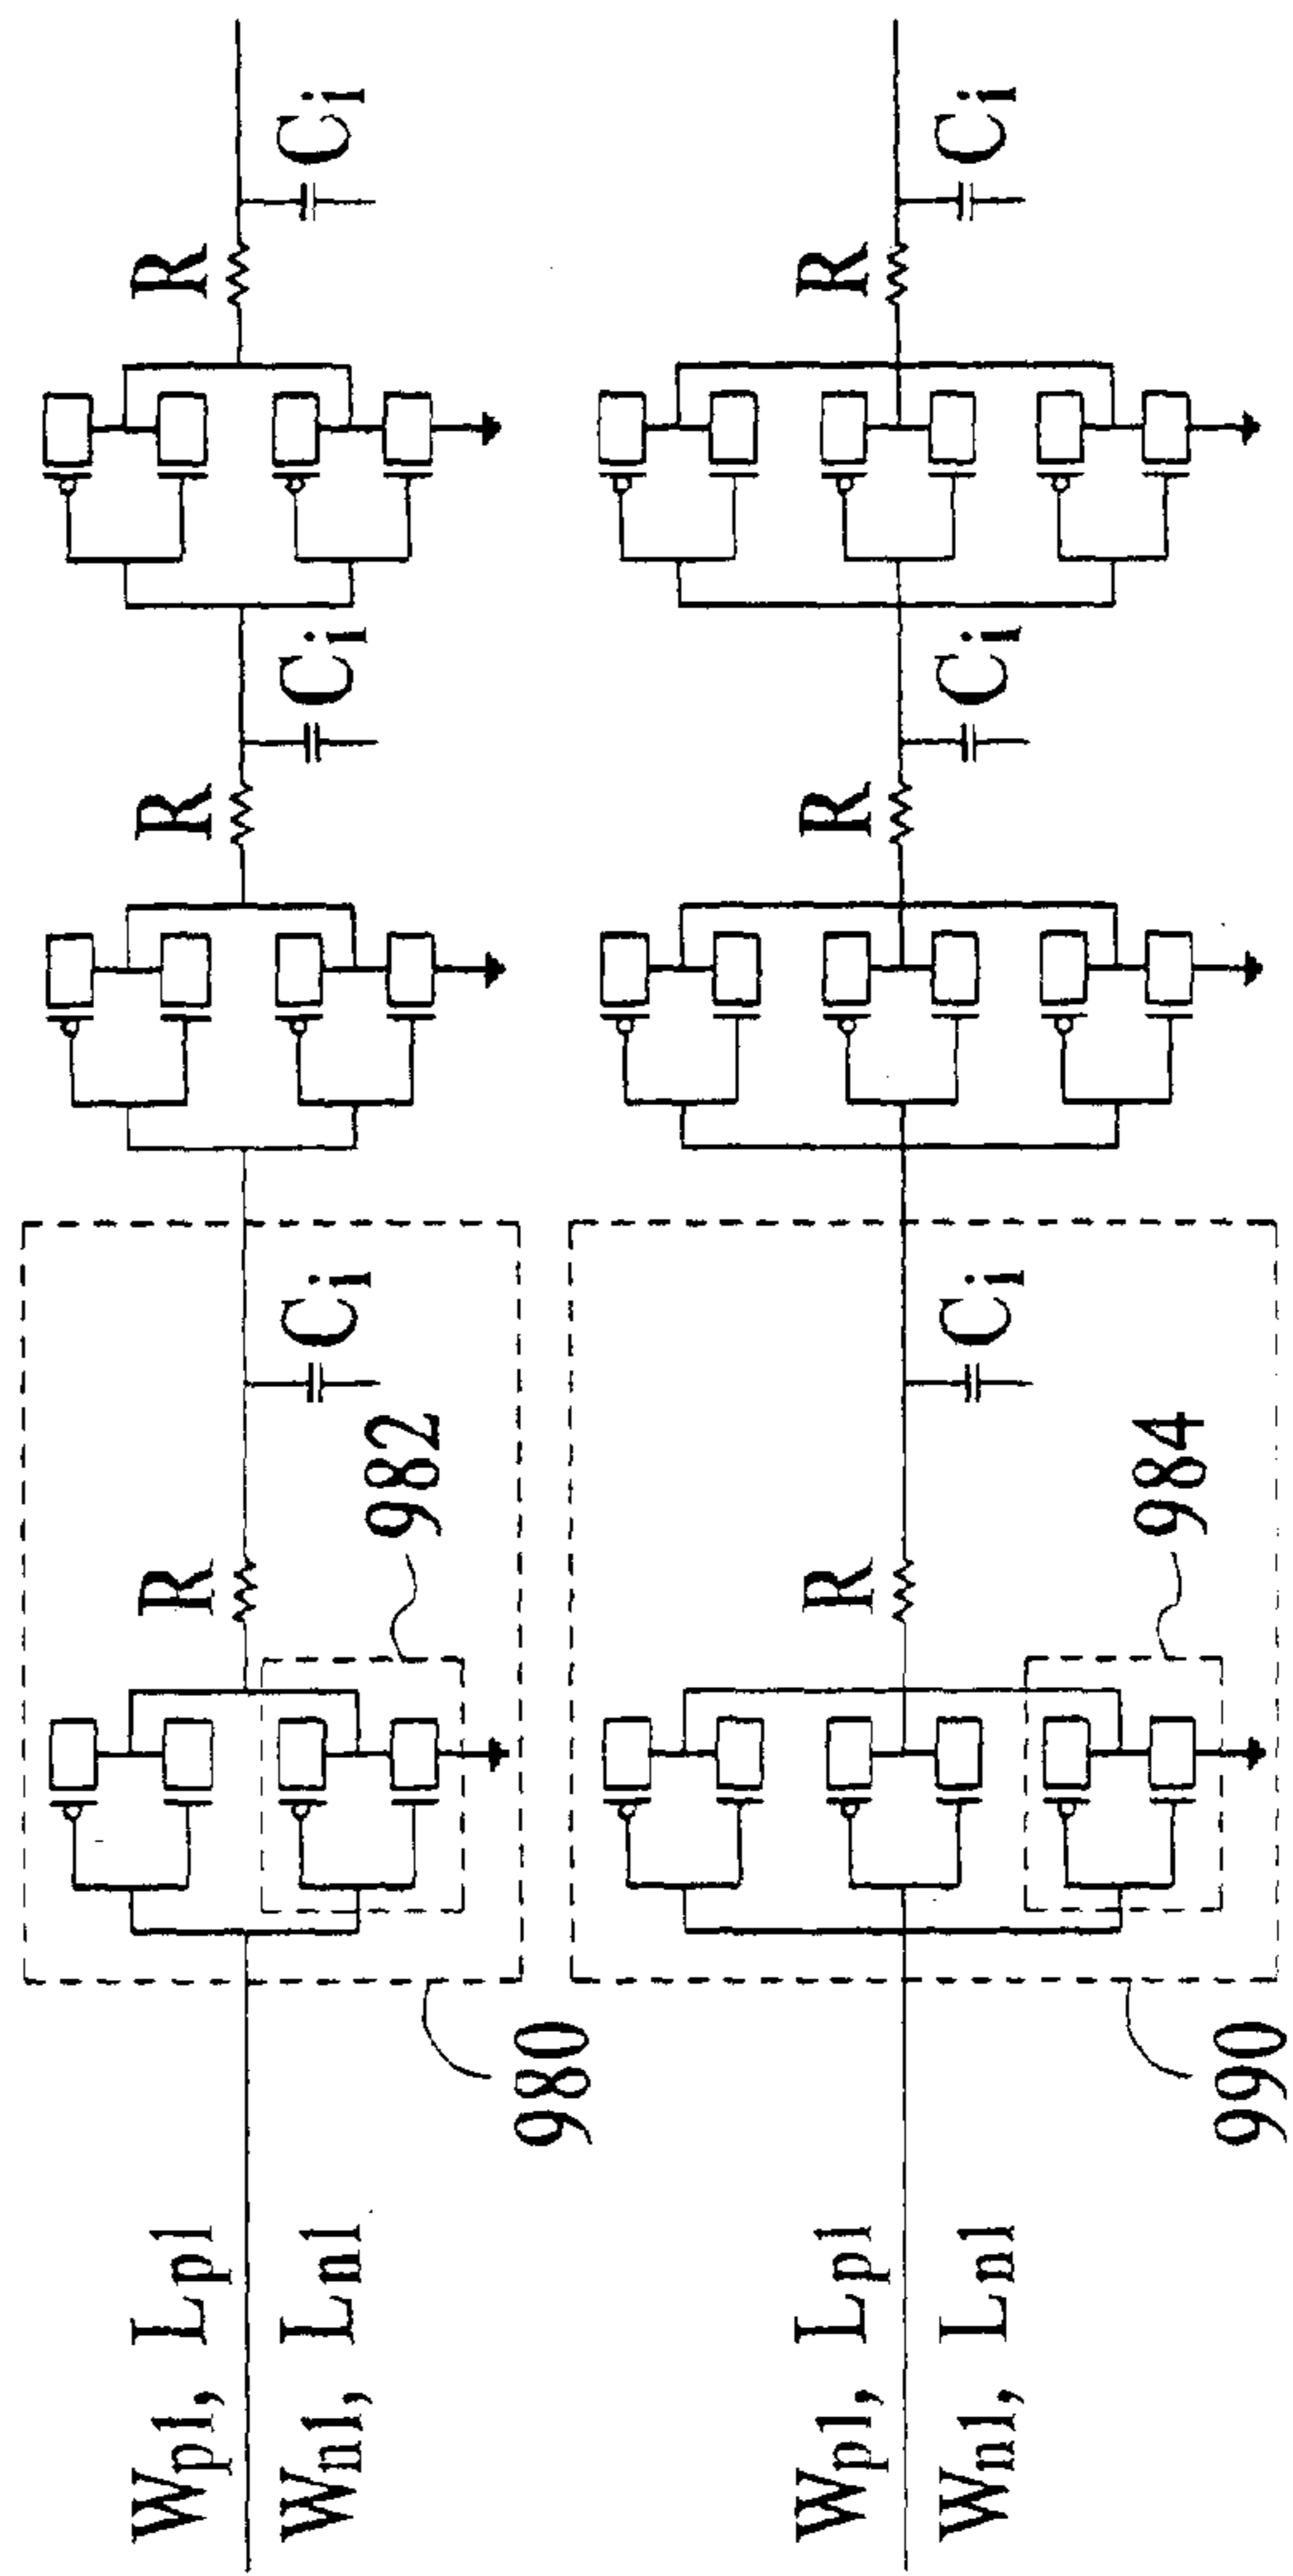 Wp1, Lp1
Wn1, Ln1
980
R
982
Ci
R
Ci
R
Ci
Wp1, Lp1
Wn1, Ln1
990
R
984
Ci
R
Ci
R
Ci